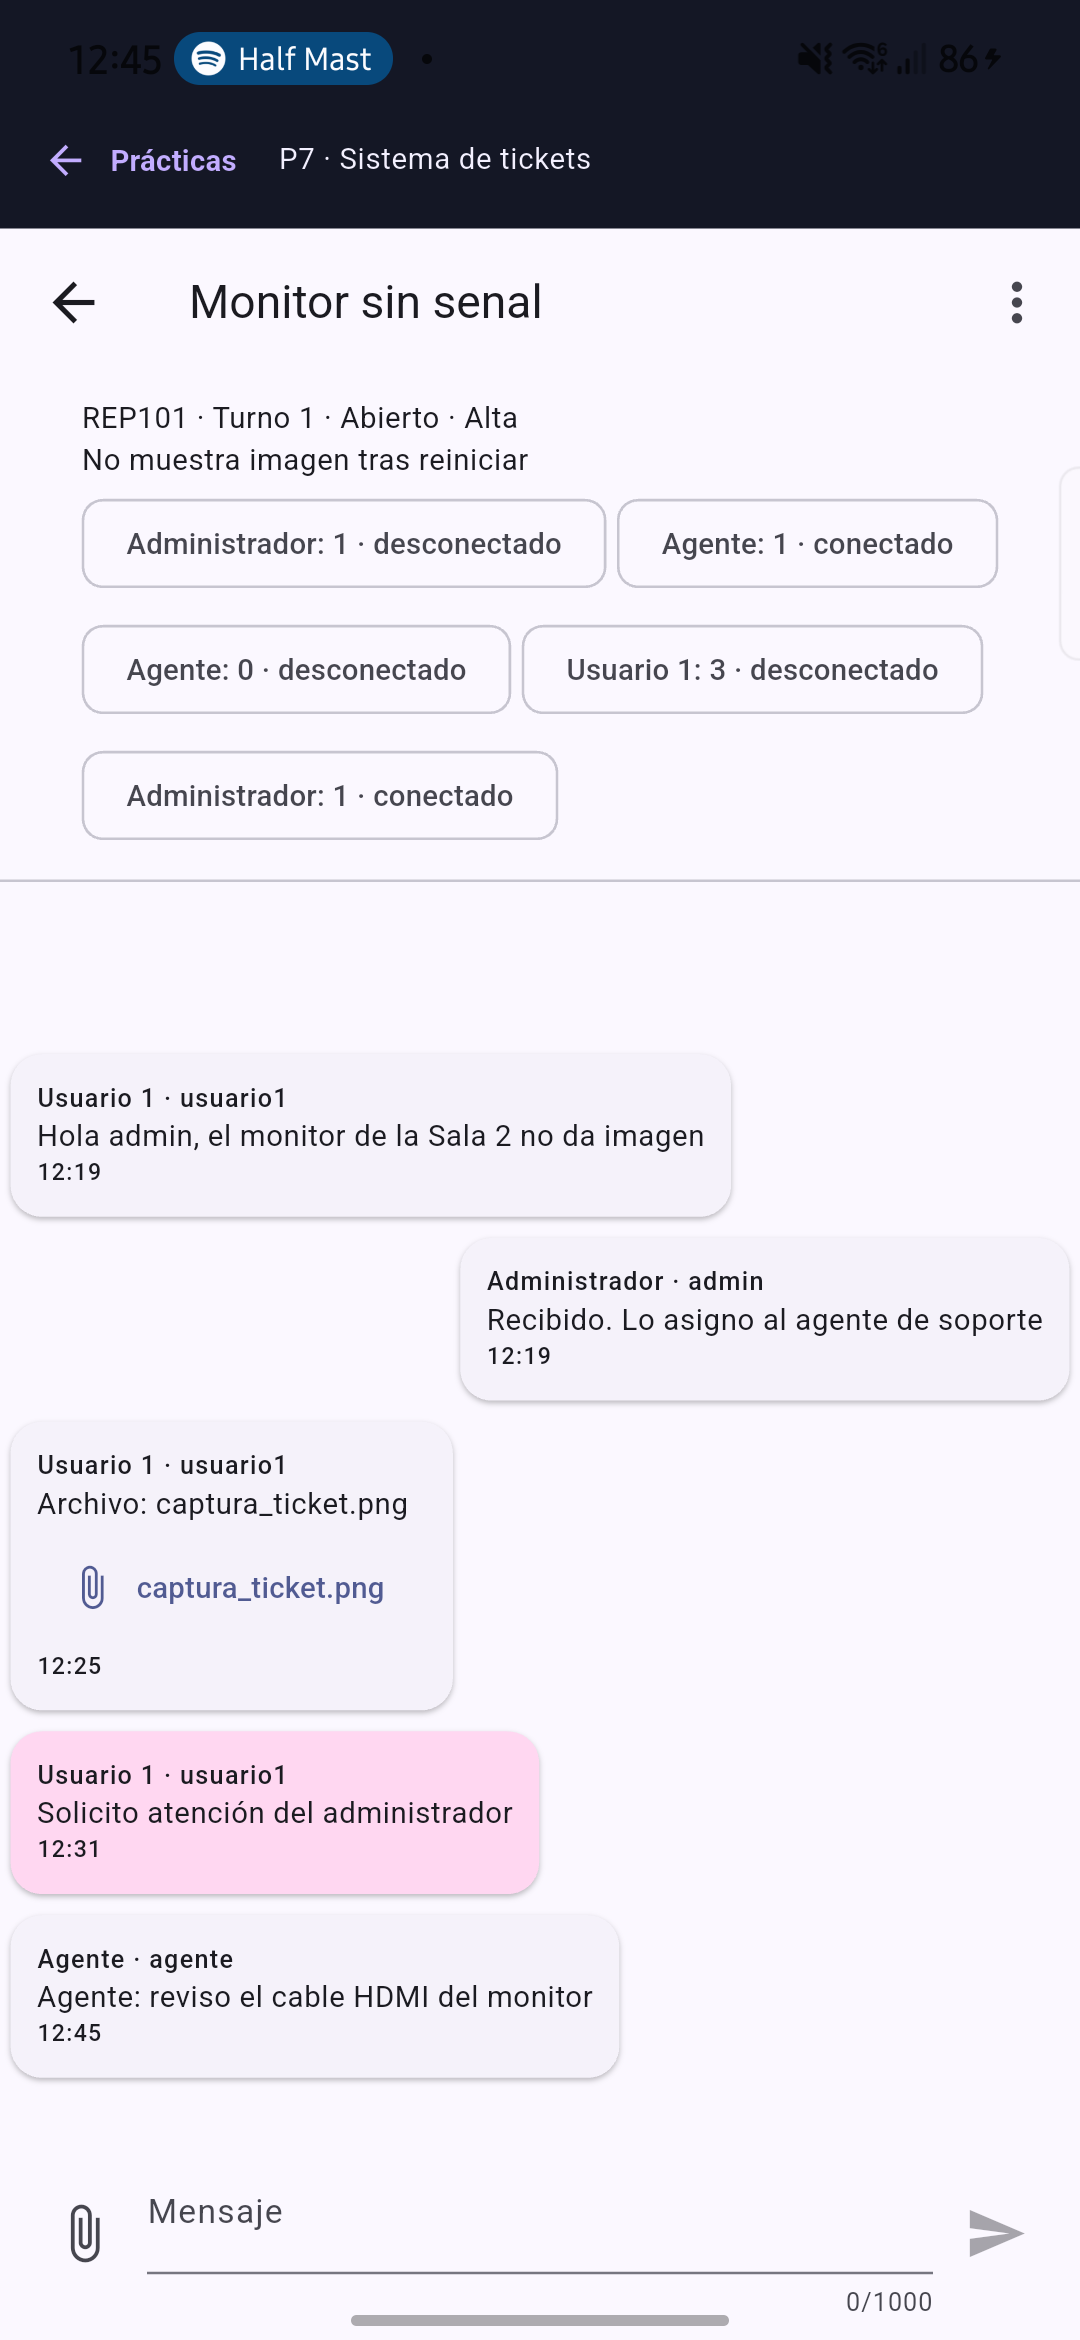 12:45 Half Mast 86
Prácticas P7 · Sistema de tickets
Monitor sin senal
REP101 · Turno 1 · Abierto · Alta
No muestra imagen tras reiniciar
Administrador: 1 · desconectado Agente: 1 · conectado
Agente: 0 · desconectado Usuario 1: 3 · desconectado
Administrador: 1 · conectado
Usuario 1 · usuario1
Hola admin, el monitor de la Sala 2 no da imagen
12:19
Administrador · admin
Recibido. Lo asigno al agente de soporte
12:19
Usuario 1 · usuario1
Archivo: captura_ticket.png
captura_ticket.png
12:25
Usuario 1 · usuario1
Solicito atención del administrador
12:31
Agente · agente
Agente: reviso el cable HDMI del monitor
12:45
Mensaje
0/1000